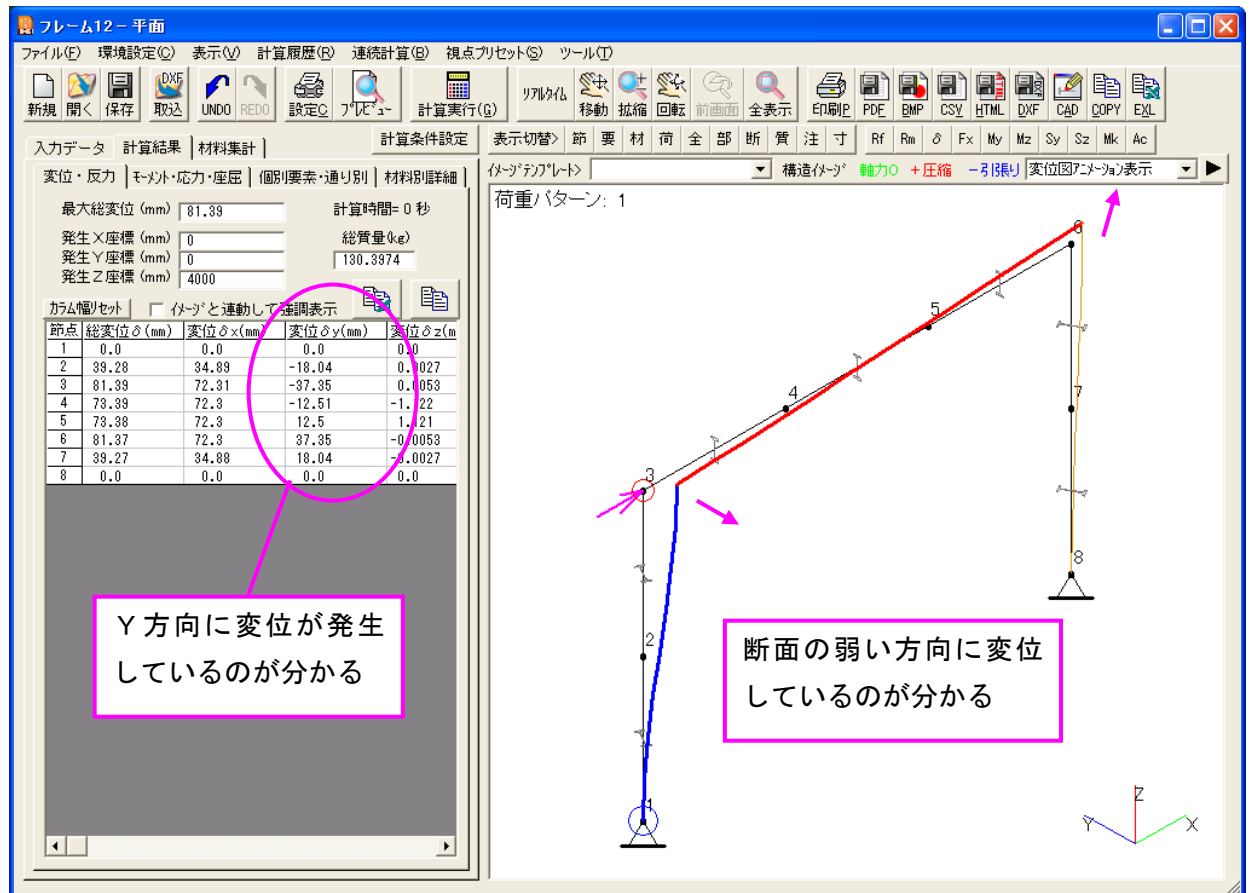 フレーム12－平面
ファイル(F) 環境設定(C) 表示(V) 計算履歴(R) 連続計算(B) 視点プリセット(S) ツール(T)
新規 開く 保存 DXF 取込 UNDO REDO 設定C プレビュー 計算実行(G) リアルタイム 移動 拡縮 回転 前画面 全表示 印刷P PDF BMP CSV HTML DXF CAD COPY EXL
入力データ 計算結果 材料集計 計算条件設定
表示切替> 節 要 材 荷 全 部 断 質 注 寸 Rf Rm δ Fx My Mz Sy Sz Mk Ac
変位・反力 モーメント・応力・座屈 個別要素・通り別 材料別詳細
イメージテンプレート> 構造イメージ 軸力0 +圧縮 -引張り 変位図アニメーション表示
最大総変位 (mm) 81.39 計算時間= 0 秒
発生X座標 (mm) 0 総質量(kg)
発生Y座標 (mm) 0 130.3974
発生Z座標 (mm) 4000
カラム幅リセット イメージと連動して強調表示
節点 総変位δ(mm) 変位δx(mm) 変位δy(mm) 変位δz(m
1 0.0 0.0 0.0 0.0
2 39.28 34.89 -18.04 0.0027
3 81.39 72.31 -37.35 0.0053
4 73.39 72.3 -12.51 -1.122
5 73.38 72.3 12.5 1.121
6 81.37 72.3 37.35 -0.0053
7 39.27 34.88 18.04 -0.0027
8 0.0 0.0 0.0 0.0
Ｙ方向に変位が発生
しているのが分かる
荷重パターン: 1
6
5
4
7
3
8
2
1
断面の弱い方向に変位
しているのが分かる
Z
Y
X